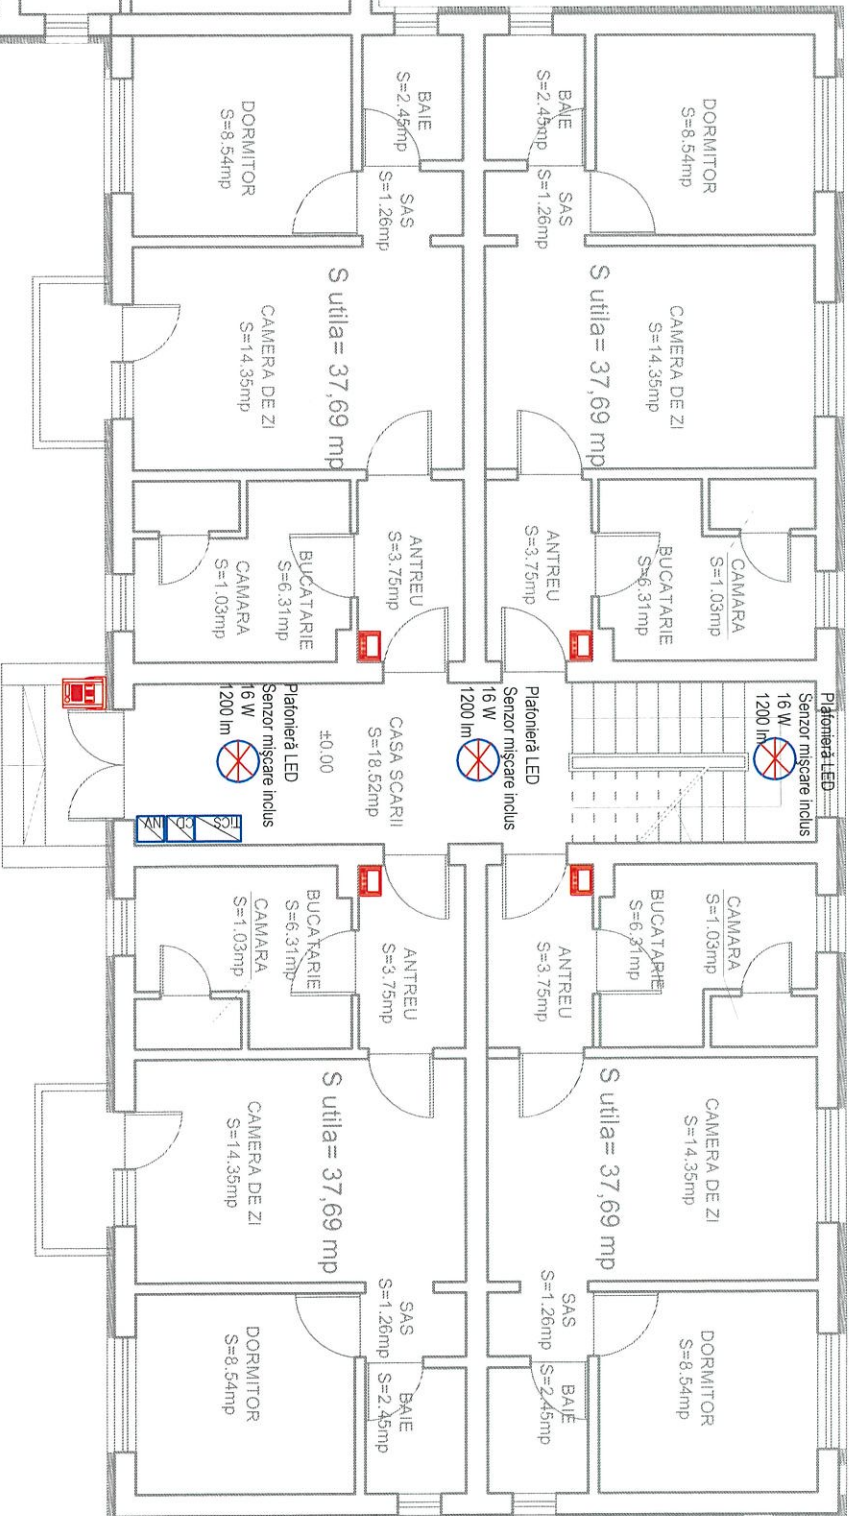 DORMITOR
S=8.54mp
BAIE
S=2.45mp
SAS
S=1.26mp
CAMERA DE ZI
S=14.35mp
S utila= 37,69 mp
CAMARA
S=1.03mp
BUCATARIE
S=6.31mp
ANTREU
S=3.75mp
Plafonieră LED
Senzor mișcare inclus
16 W
1200 lm
CAMARA
S=1.03mp
BUCATARIE
S=6.31mp
ANTREU
S=3.75mp
CAMERA DE ZI
S=14.35mp
S utila= 37,69 mp
DORMITOR
S=8.54mp
SAS
S=1.26mp
BAIE
S=2.45mp
Plafonieră LED
Senzor mișcare inclus
16 W
1200 lm
BAIE
S=2.45mp
SAS
S=1.26mp
DORMITOR
S=8.54mp
S utila= 37,69 mp
CAMERA DE ZI
S=14.35mp
ANTREU
S=3.75mp
BUCATARIE
S=6.31mp
CAMARA
S=1.03mp
CASA SCARII
S=18.52mp
±0.00
Plafonieră LED
Senzor mișcare inclus
16 W
1200 lm
TICS
CD
NV
ANTREU
S=3.75mp
BUCATARIE
S=6.31mp
CAMARA
S=1.03mp
S utila= 37,69 mp
CAMERA DE ZI
S=14.35mp
SAS
S=1.26mp
BAIE
S=2.45mp
DORMITOR
S=8.54mp